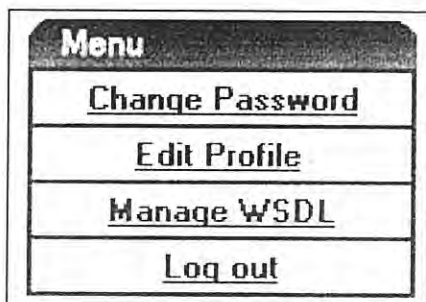 Menu
Change Password
Edit Profile
Manage WSDL
Log out